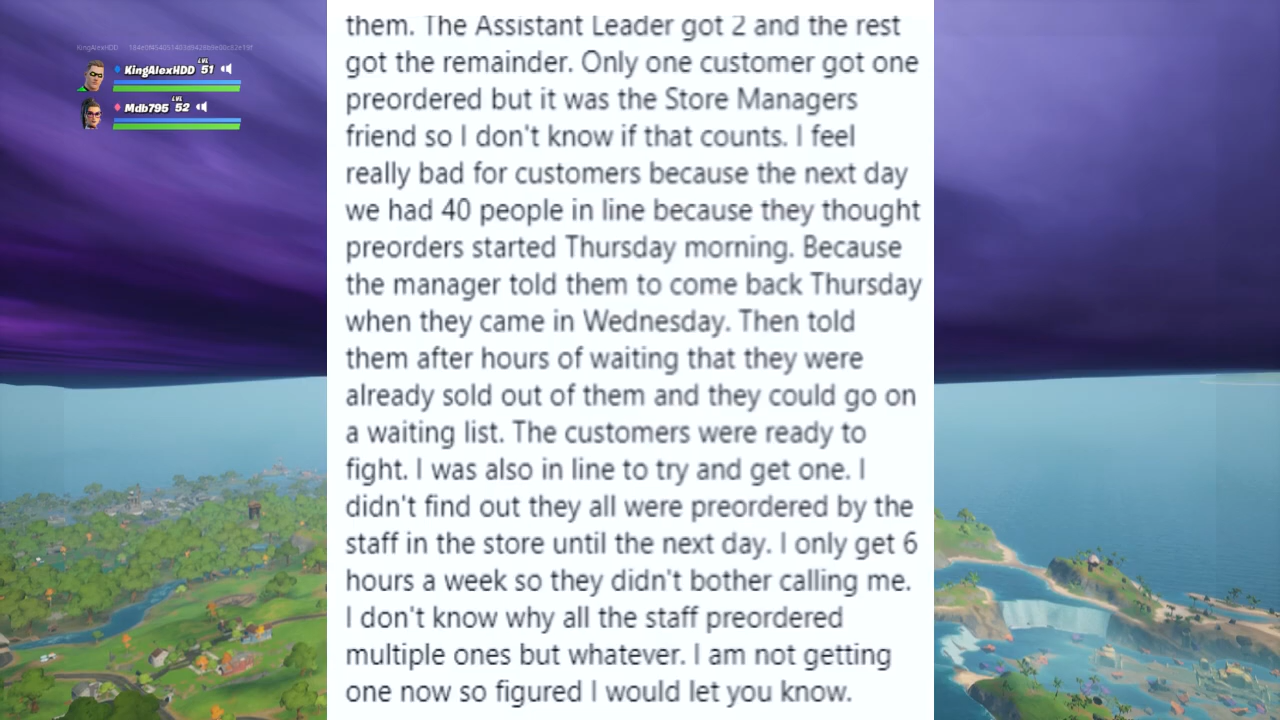 KingAlexHDD
KingAlexHDD LVL 51
Mdb795 LVL 52
them. The Assistant Leader got 2 and the rest
got the remainder. Only one customer got one
preordered but it was the Store Managers
friend so I don't know if that counts. I feel
really bad for customers because the next day
we had 40 people in line because they thought
preorders started Thursday morning. Because
the manager told them to come back Thursday
when they came in Wednesday. Then told
them after hours of waiting that they were
already sold out of them and they could go on
a waiting list. The customers were ready to
fight. I was also in line to try and get one. I
didn't find out they all were preordered by the
staff in the store until the next day. I only get 6
hours a week so they didn't bother calling me.
I don't know why all the staff preordered
multiple ones but whatever. I am not getting
one now so figured I would let you know.